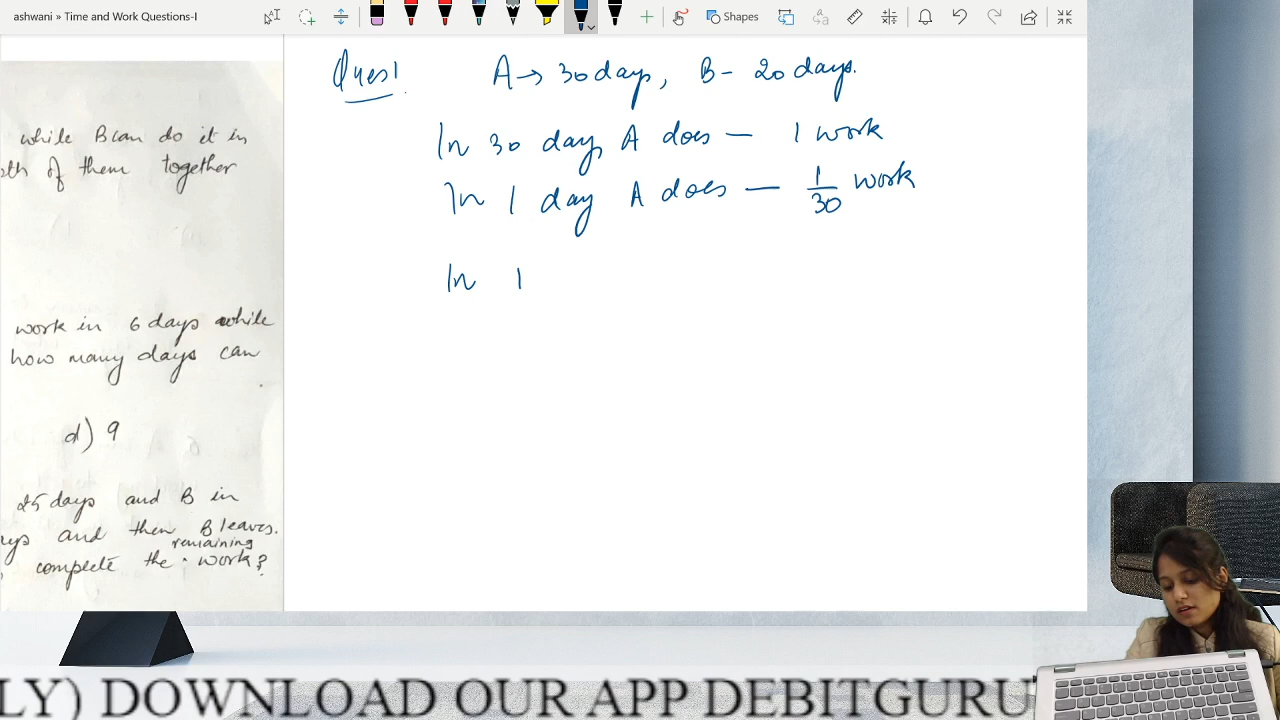 ashwani » Time and Work Questions-I
Shapes
while B can do it in
of them together
work in 6 days while
how many days can
d) 9
25 days and B in
and then B leaves.
remaining
complete the work?
Ques1 A → 30 days, B - 20 days.
In 30 day A does — 1 work
In 1 day A does — 1/30 work
In 1
LY) DOWNLOAD OUR APP DEBITGURU